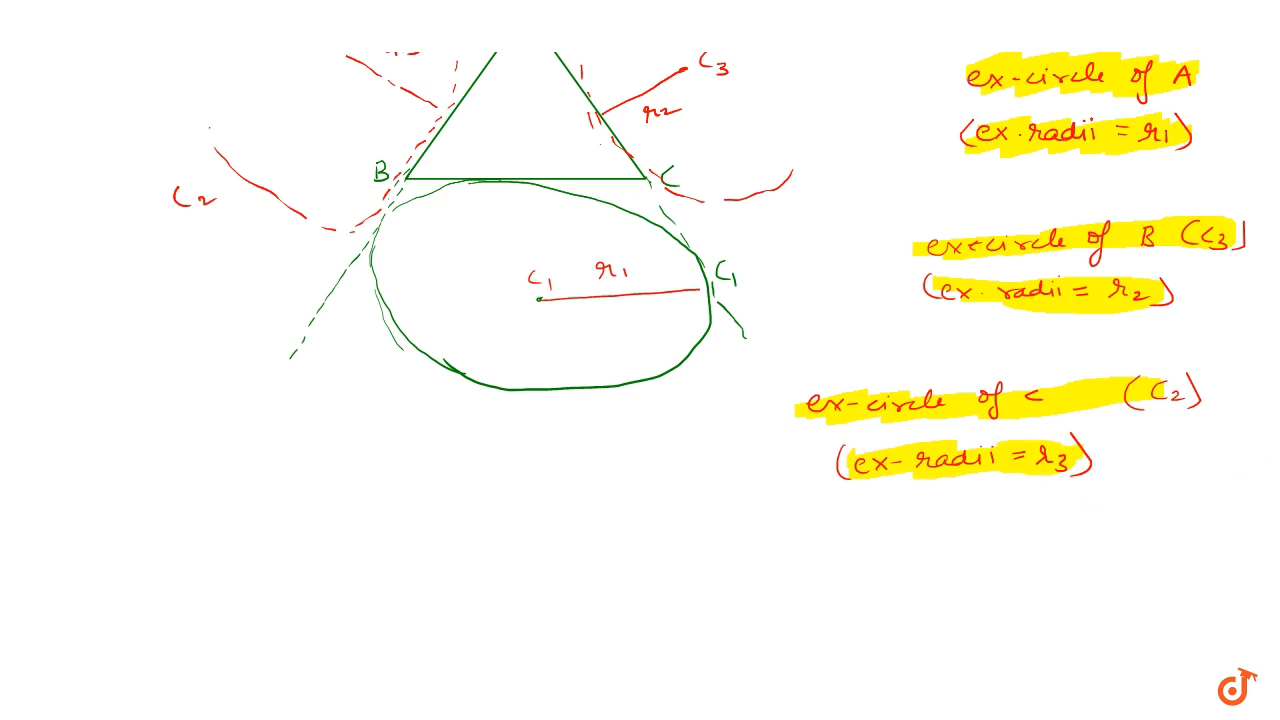 C3
r2
B
C
C2
C1
r1
C1
ex-circle of A
(ex. radii = r1)
ex-circle of B (C3)
(ex. radii = r2)
ex-circle of C (C2)
(ex-radii = r3)